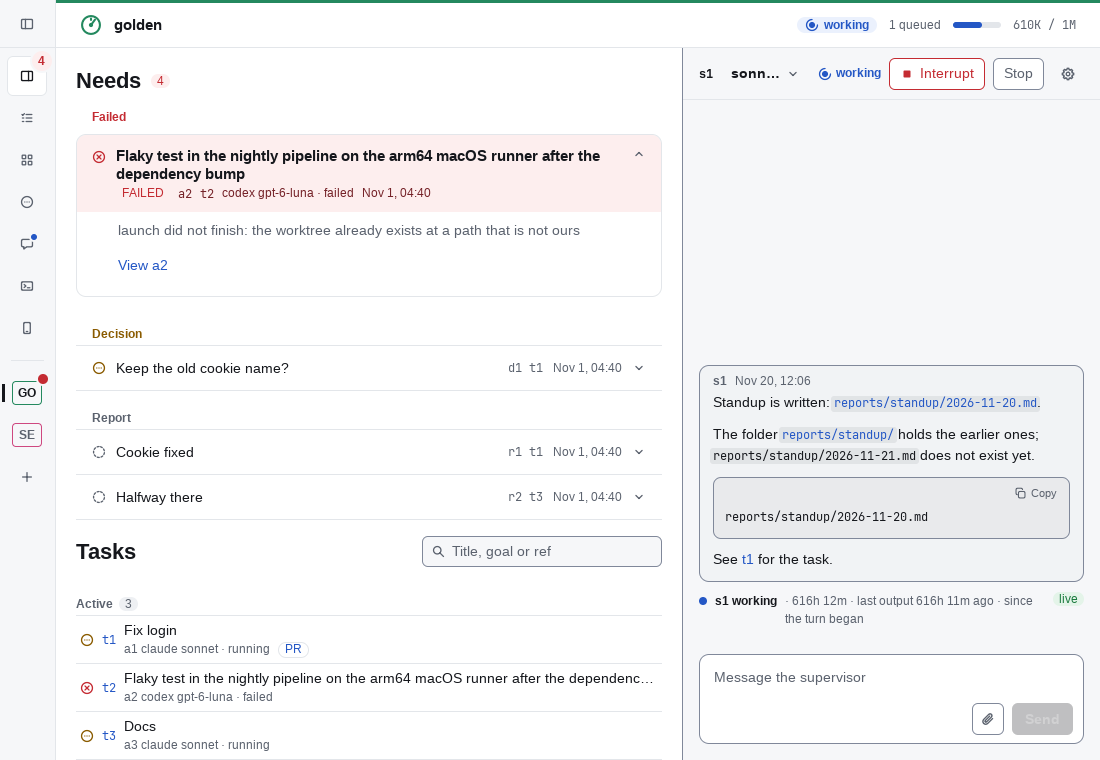 golden
working
1 queued
610K / 1M
4
GO
SE
Needs 4
Failed
Flaky test in the nightly pipeline on the arm64 macOS runner after the
dependency bump
FAILED a2 t2 codex gpt-6-luna · failed Nov 1, 04:40
launch did not finish: the worktree already exists at a path that is not ours
View a2
Decision
Keep the old cookie name? d1 t1 Nov 1, 04:40
Report
Cookie fixed r1 t1 Nov 1, 04:40
Halfway there r2 t3 Nov 1, 04:40
Tasks
Title, goal or ref
Active 3
t1 Fix login
a1 claude sonnet · running PR
t2 Flaky test in the nightly pipeline on the arm64 macOS runner after the dependenc…
a2 codex gpt-6-luna · failed
t3 Docs
a3 claude sonnet · running
s1 sonn… working Interrupt Stop
s1 Nov 20, 12:06
Standup is written: reports/standup/2026-11-20.md.
The folder reports/standup/ holds the earlier ones;
reports/standup/2026-11-21.md does not exist yet.
Copy
reports/standup/2026-11-20.md
See t1 for the task.
s1 working · 616h 12m · last output 616h 11m ago · since
the turn began
live
Message the supervisor
Send